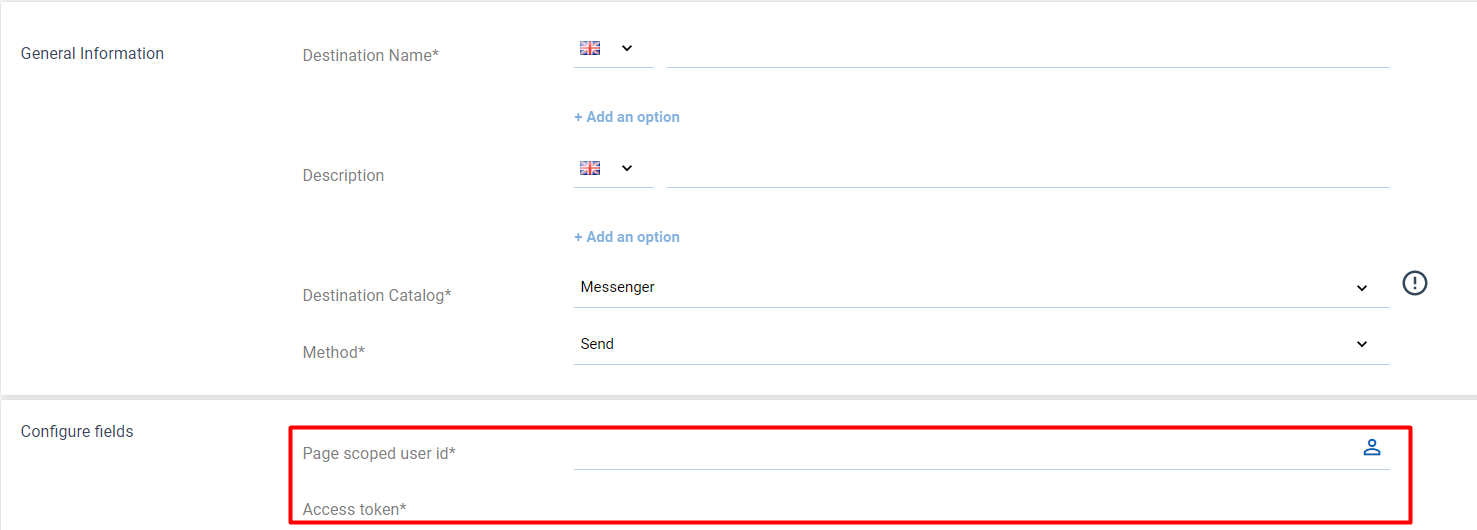 General Information
Destination Name*
+ Add an option
Description
+ Add an option
Destination Catalog*
Messenger
Method*
Send
Configure fields
Page scoped user id*
Access token*